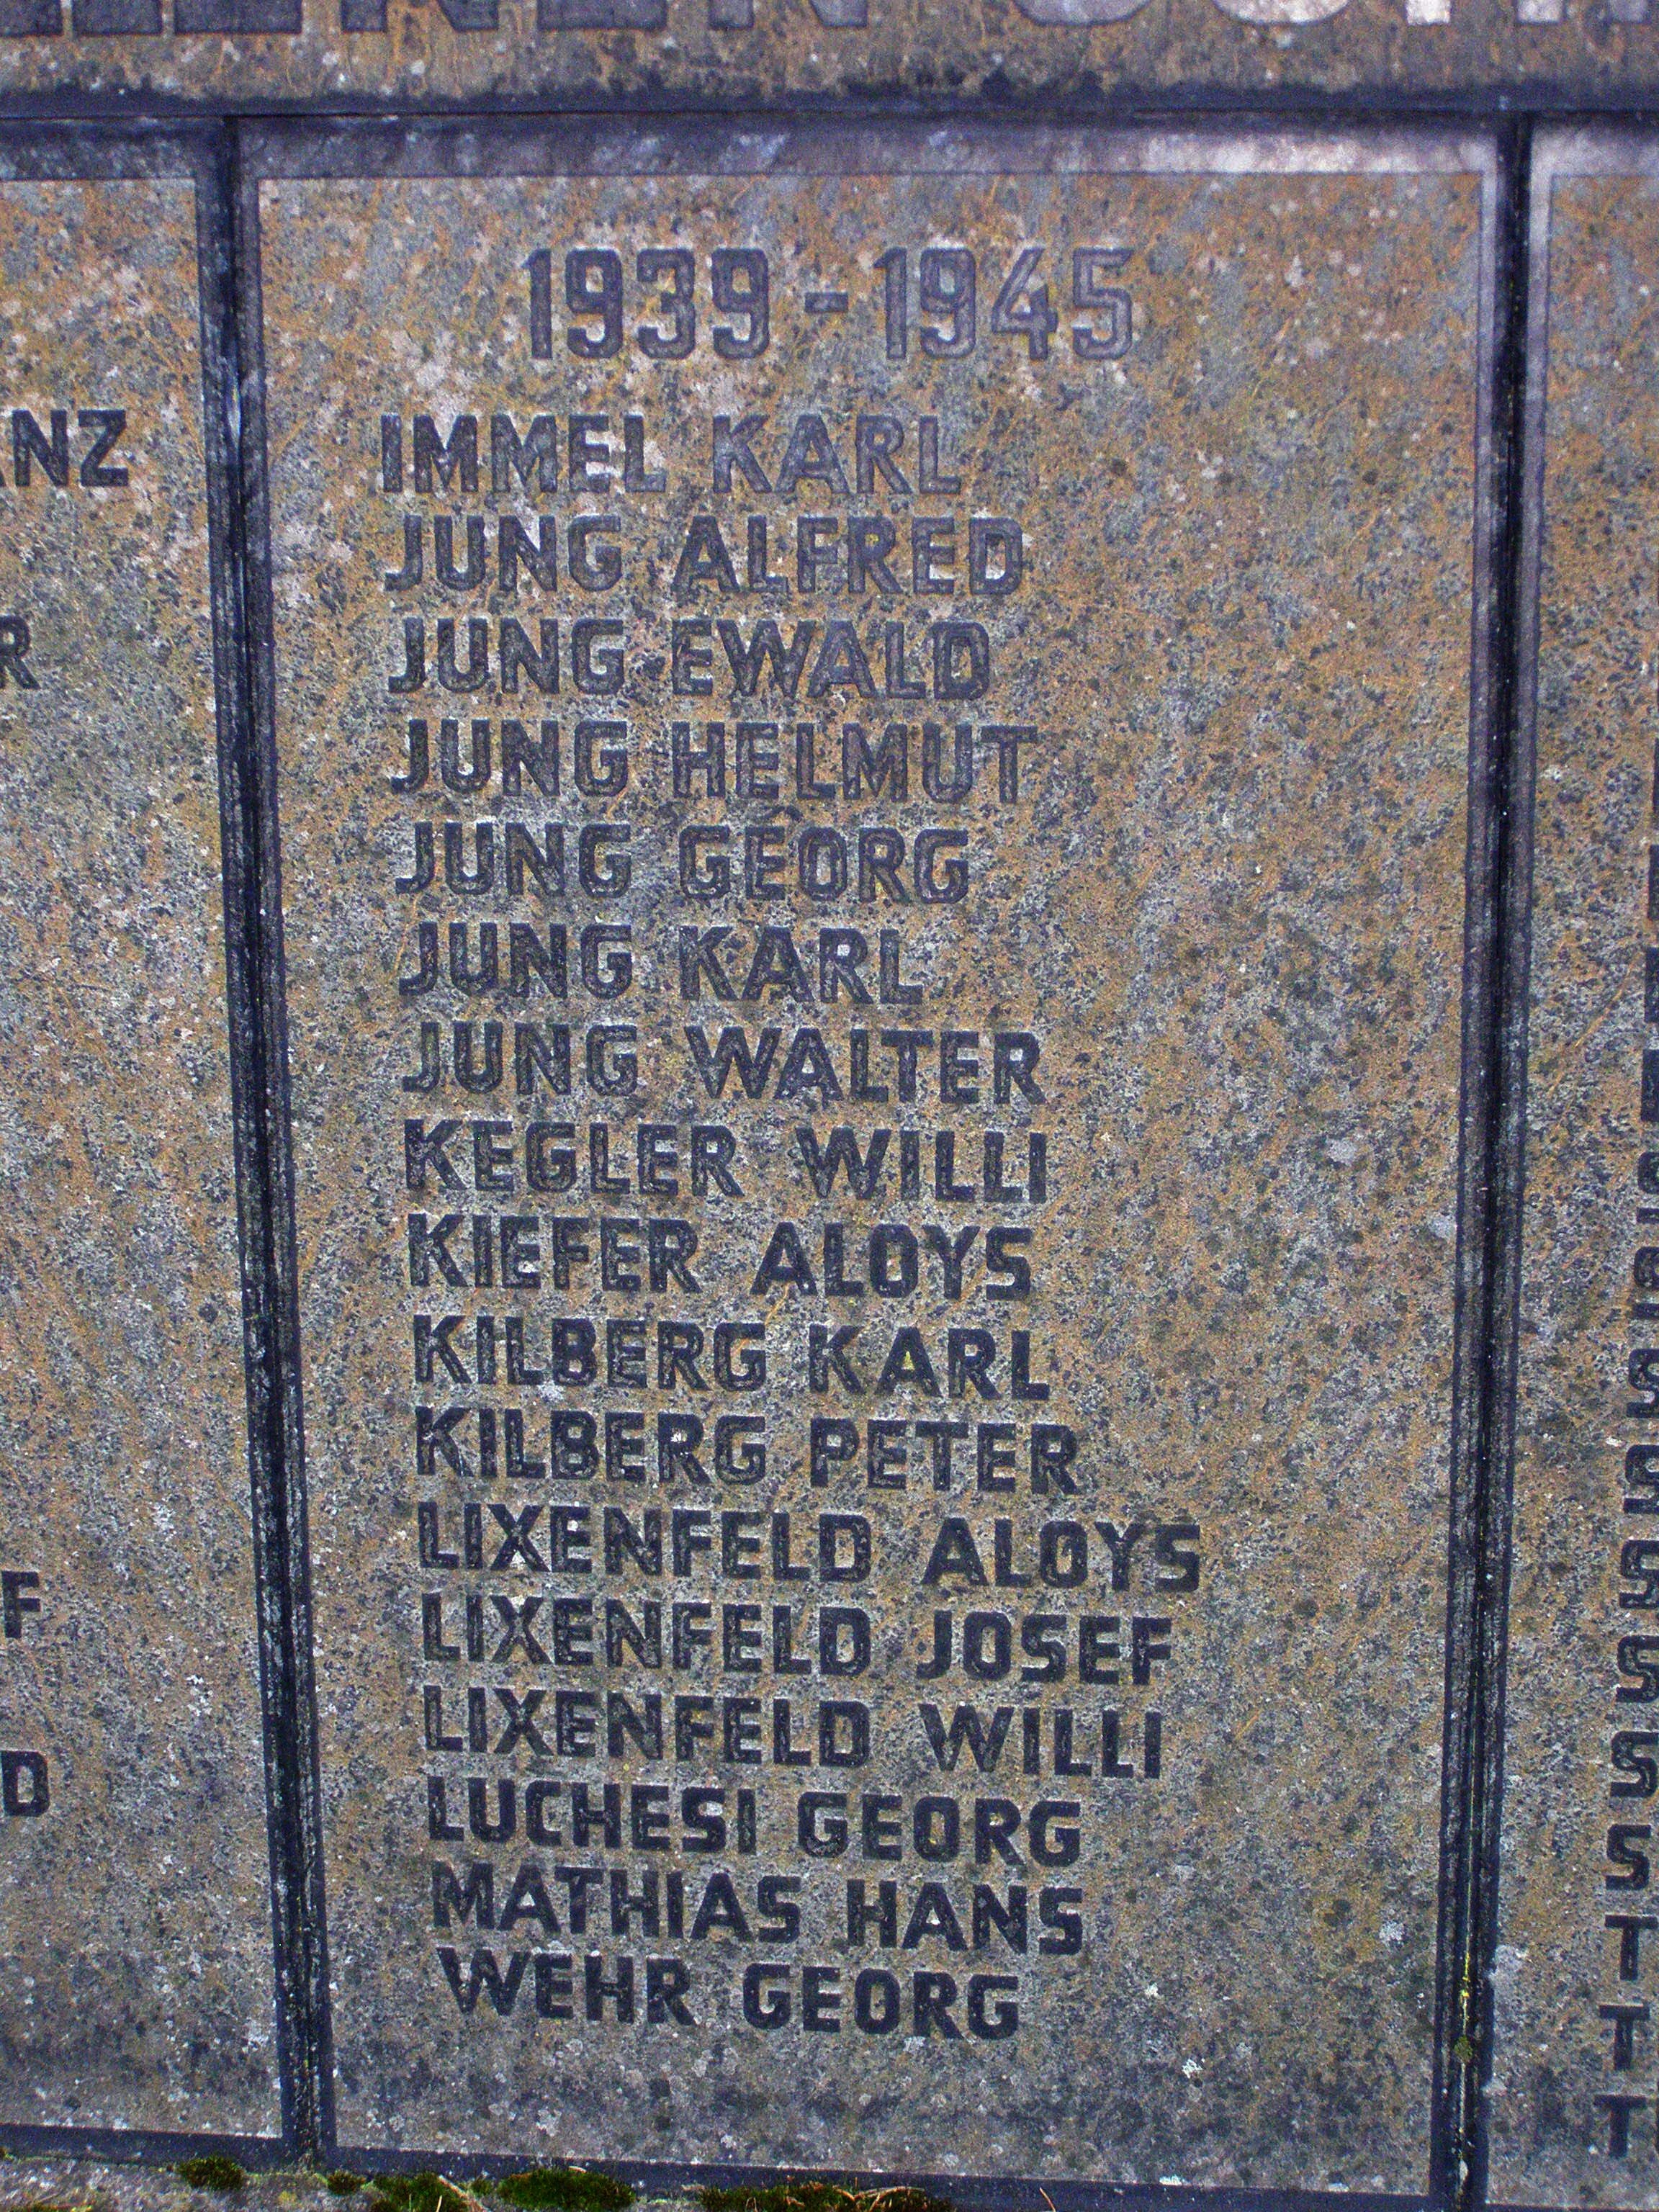 1939 - 1945
IMMEL KARL
JUNG ALFRED
JUNG EWALD
JUNG HELMUT
JUNG GEORG
JUNG KARL
JUNG WALTER
KEGLER WILLI
KIEFER ALOYS
KILBERG KARL
KILBERG PETER
LIXENFELD ALOYS
LIXENFELD JOSEF
LIXENFELD WILLI
LUCHESI GEORG
MATHIAS HANS
WEHR GEORG